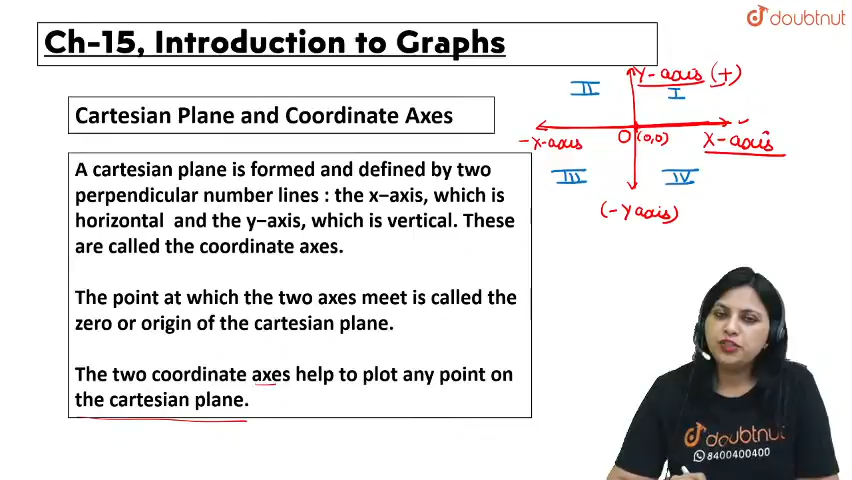 doubtnut
Ch-15, Introduction to Graphs
Y-axis (+)
II
I
Cartesian Plane and Coordinate Axes
-X-axis
O (0,0)
X-axis
A cartesian plane is formed and defined by two
perpendicular number lines : the x−axis, which is
horizontal and the y−axis, which is vertical. These
are called the coordinate axes.
III
IV
(-Y axis)
The point at which the two axes meet is called the
zero or origin of the cartesian plane.
The two coordinate axes help to plot any point on
the cartesian plane.
doubtnut
8400400400